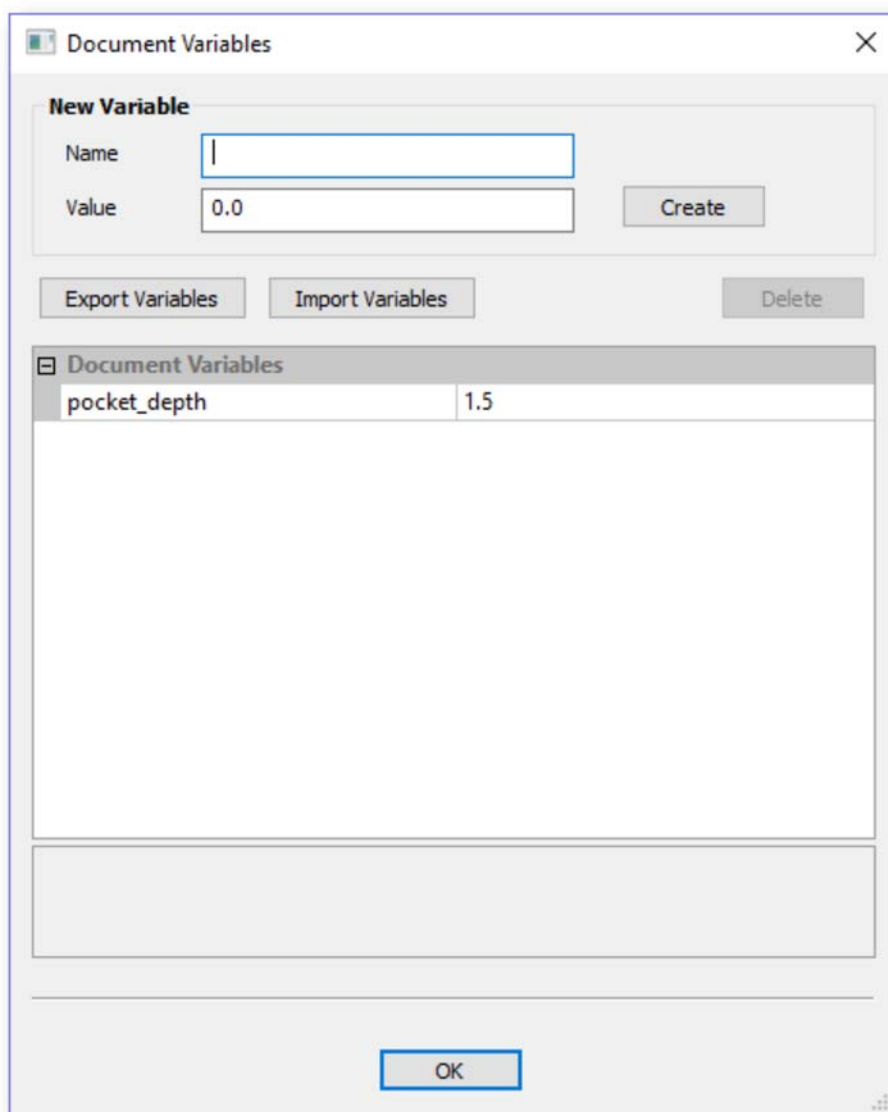 Document Variables
New Variable
Name
Value 0.0 Create
Export Variables Import Variables Delete
Document Variables
pocket_depth 1.5
OK